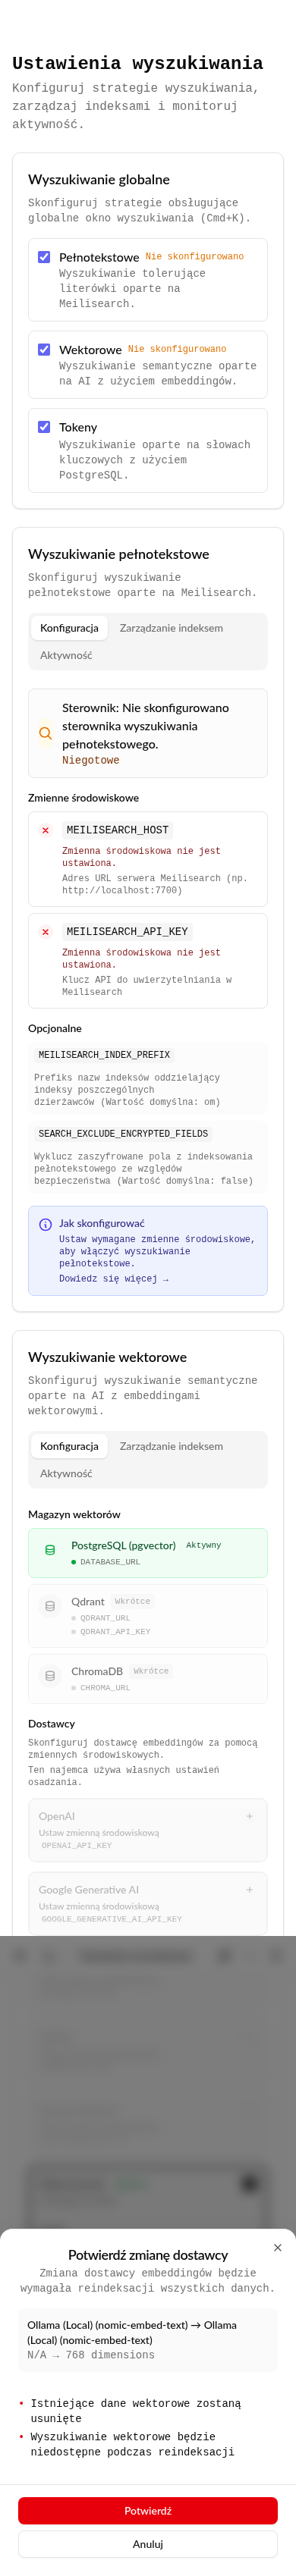 Ustawienia wyszukiwania
Konfiguruj strategie wyszukiwania,
zarządzaj indeksami i monitoruj
aktywność.
Wyszukiwanie globalne
Skonfiguruj strategie obsługujące
globalne okno wyszukiwania (Cmd+K).
Pełnotekstowe Nie skonfigurowano
Wyszukiwanie tolerujące
literówki oparte na
Meilisearch.
Wektorowe Nie skonfigurowano
Wyszukiwanie semantyczne oparte
na AI z użyciem embeddingów.
Tokeny
Wyszukiwanie oparte na słowach
kluczowych z użyciem
PostgreSQL.
Wyszukiwanie pełnotekstowe
Skonfiguruj wyszukiwanie
pełnotekstowe oparte na Meilisearch.
Konfiguracja Zarządzanie indeksem
Aktywność
Sterownik: Nie skonfigurowano
sterownika wyszukiwania
pełnotekstowego.
Niegotowe
Zmienne środowiskowe
MEILISEARCH_HOST
Zmienna środowiskowa nie jest
ustawiona.
Adres URL serwera Meilisearch (np.
http://localhost:7700)
MEILISEARCH_API_KEY
Zmienna środowiskowa nie jest
ustawiona.
Klucz API do uwierzytelniania w
Meilisearch
Opcjonalne
MEILISEARCH_INDEX_PREFIX
Prefiks nazw indeksów oddzielający
indeksy poszczególnych
dzierżawców (Wartość domyślna: om)
SEARCH_EXCLUDE_ENCRYPTED_FIELDS
Wyklucz zaszyfrowane pola z indeksowania
pełnotekstowego ze względów
bezpieczeństwa (Wartość domyślna: false)
Jak skonfigurować
Ustaw wymagane zmienne środowiskowe,
aby włączyć wyszukiwanie
pełnotekstowe.
Dowiedz się więcej →
Wyszukiwanie wektorowe
Skonfiguruj wyszukiwanie semantyczne
oparte na AI z embeddingami
wektorowymi.
Konfiguracja Zarządzanie indeksem
Aktywność
Magazyn wektorów
PostgreSQL (pgvector) Aktywny
DATABASE_URL
Qdrant Wkrótce
QDRANT_URL
QDRANT_API_KEY
ChromaDB Wkrótce
CHROMA_URL
Dostawcy
Skonfiguruj dostawcę embeddingów za pomocą
zmiennych środowiskowych.
Ten najemca używa własnych ustawień
osadzania.
OpenAI +
Ustaw zmienną środowiskową
OPENAI_API_KEY
Google Generative AI +
Ustaw zmienną środowiskową
GOOGLE_GENERATIVE_AI_API_KEY
Potwierdź zmianę dostawcy
Zmiana dostawcy embeddingów będzie
wymagała reindeksacji wszystkich danych.
Ollama (Local) (nomic-embed-text) → Ollama
(Local) (nomic-embed-text)
N/A → 768 dimensions
• Istniejące dane wektorowe zostaną
usunięte
• Wyszukiwanie wektorowe będzie
niedostępne podczas reindeksacji
Potwierdź
Anuluj